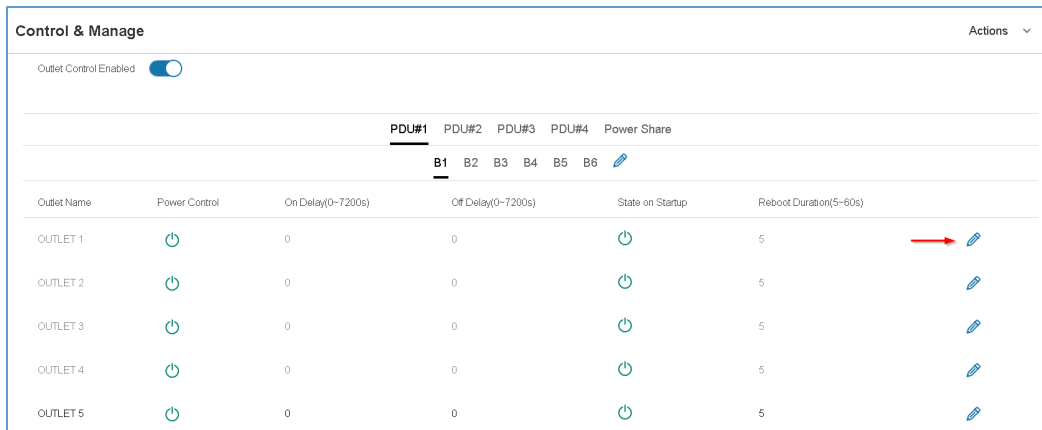 Control & Manage Actions
Outlet Control Enabled
PDU#1 PDU#2 PDU#3 PDU#4 Power Share
B1 B2 B3 B4 B5 B6
Outlet Name Power Control On Delay(0~7200s) Off Delay(0~7200s) State on Startup Reboot Duration(5~60s)
OUTLET 1 0 0 5
OUTLET 2 0 0 5
OUTLET 3 0 0 5
OUTLET 4 0 0 5
OUTLET 5 0 0 5